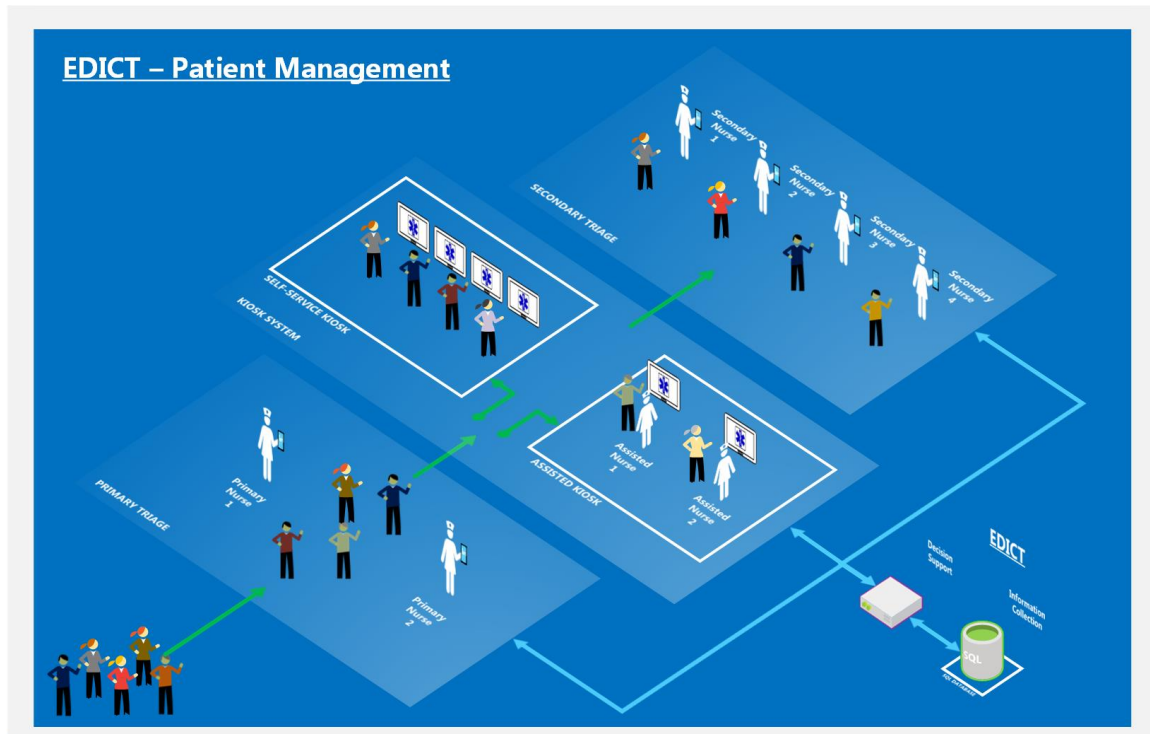 EDICT – Patient Management
Secondary
Nurse
1
Secondary
Nurse
2
Secondary
Nurse
3
Secondary
Nurse
4
SECONDARY TRIAGE
SELF-SERVICE KIOSK
KIOSK SYSTEM
Assisted
Nurse
1
Assisted
Nurse
2
ASSISTED KIOSK
Primary
Nurse
1
PRIMARY TRIAGE
Primary
Nurse
2
EDICT
Decision
Support
Information
Collection
SQL
SQL DATABASE